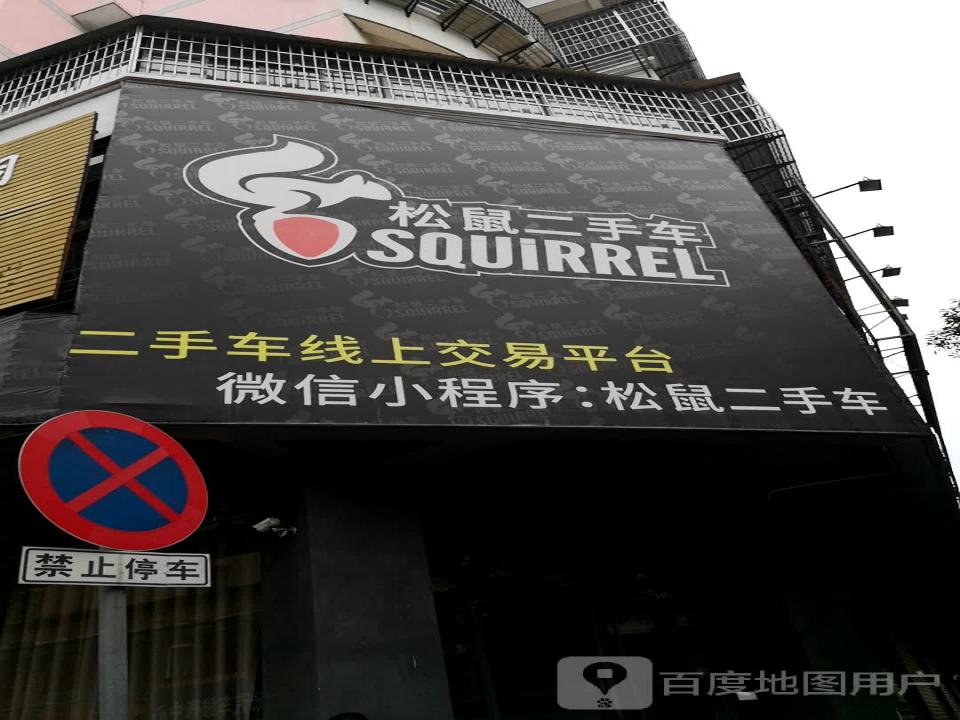 松鼠二手车
SQUiRREL
二手车线上交易平台
微信小程序:松鼠二手车
禁止停车
百度地图用户